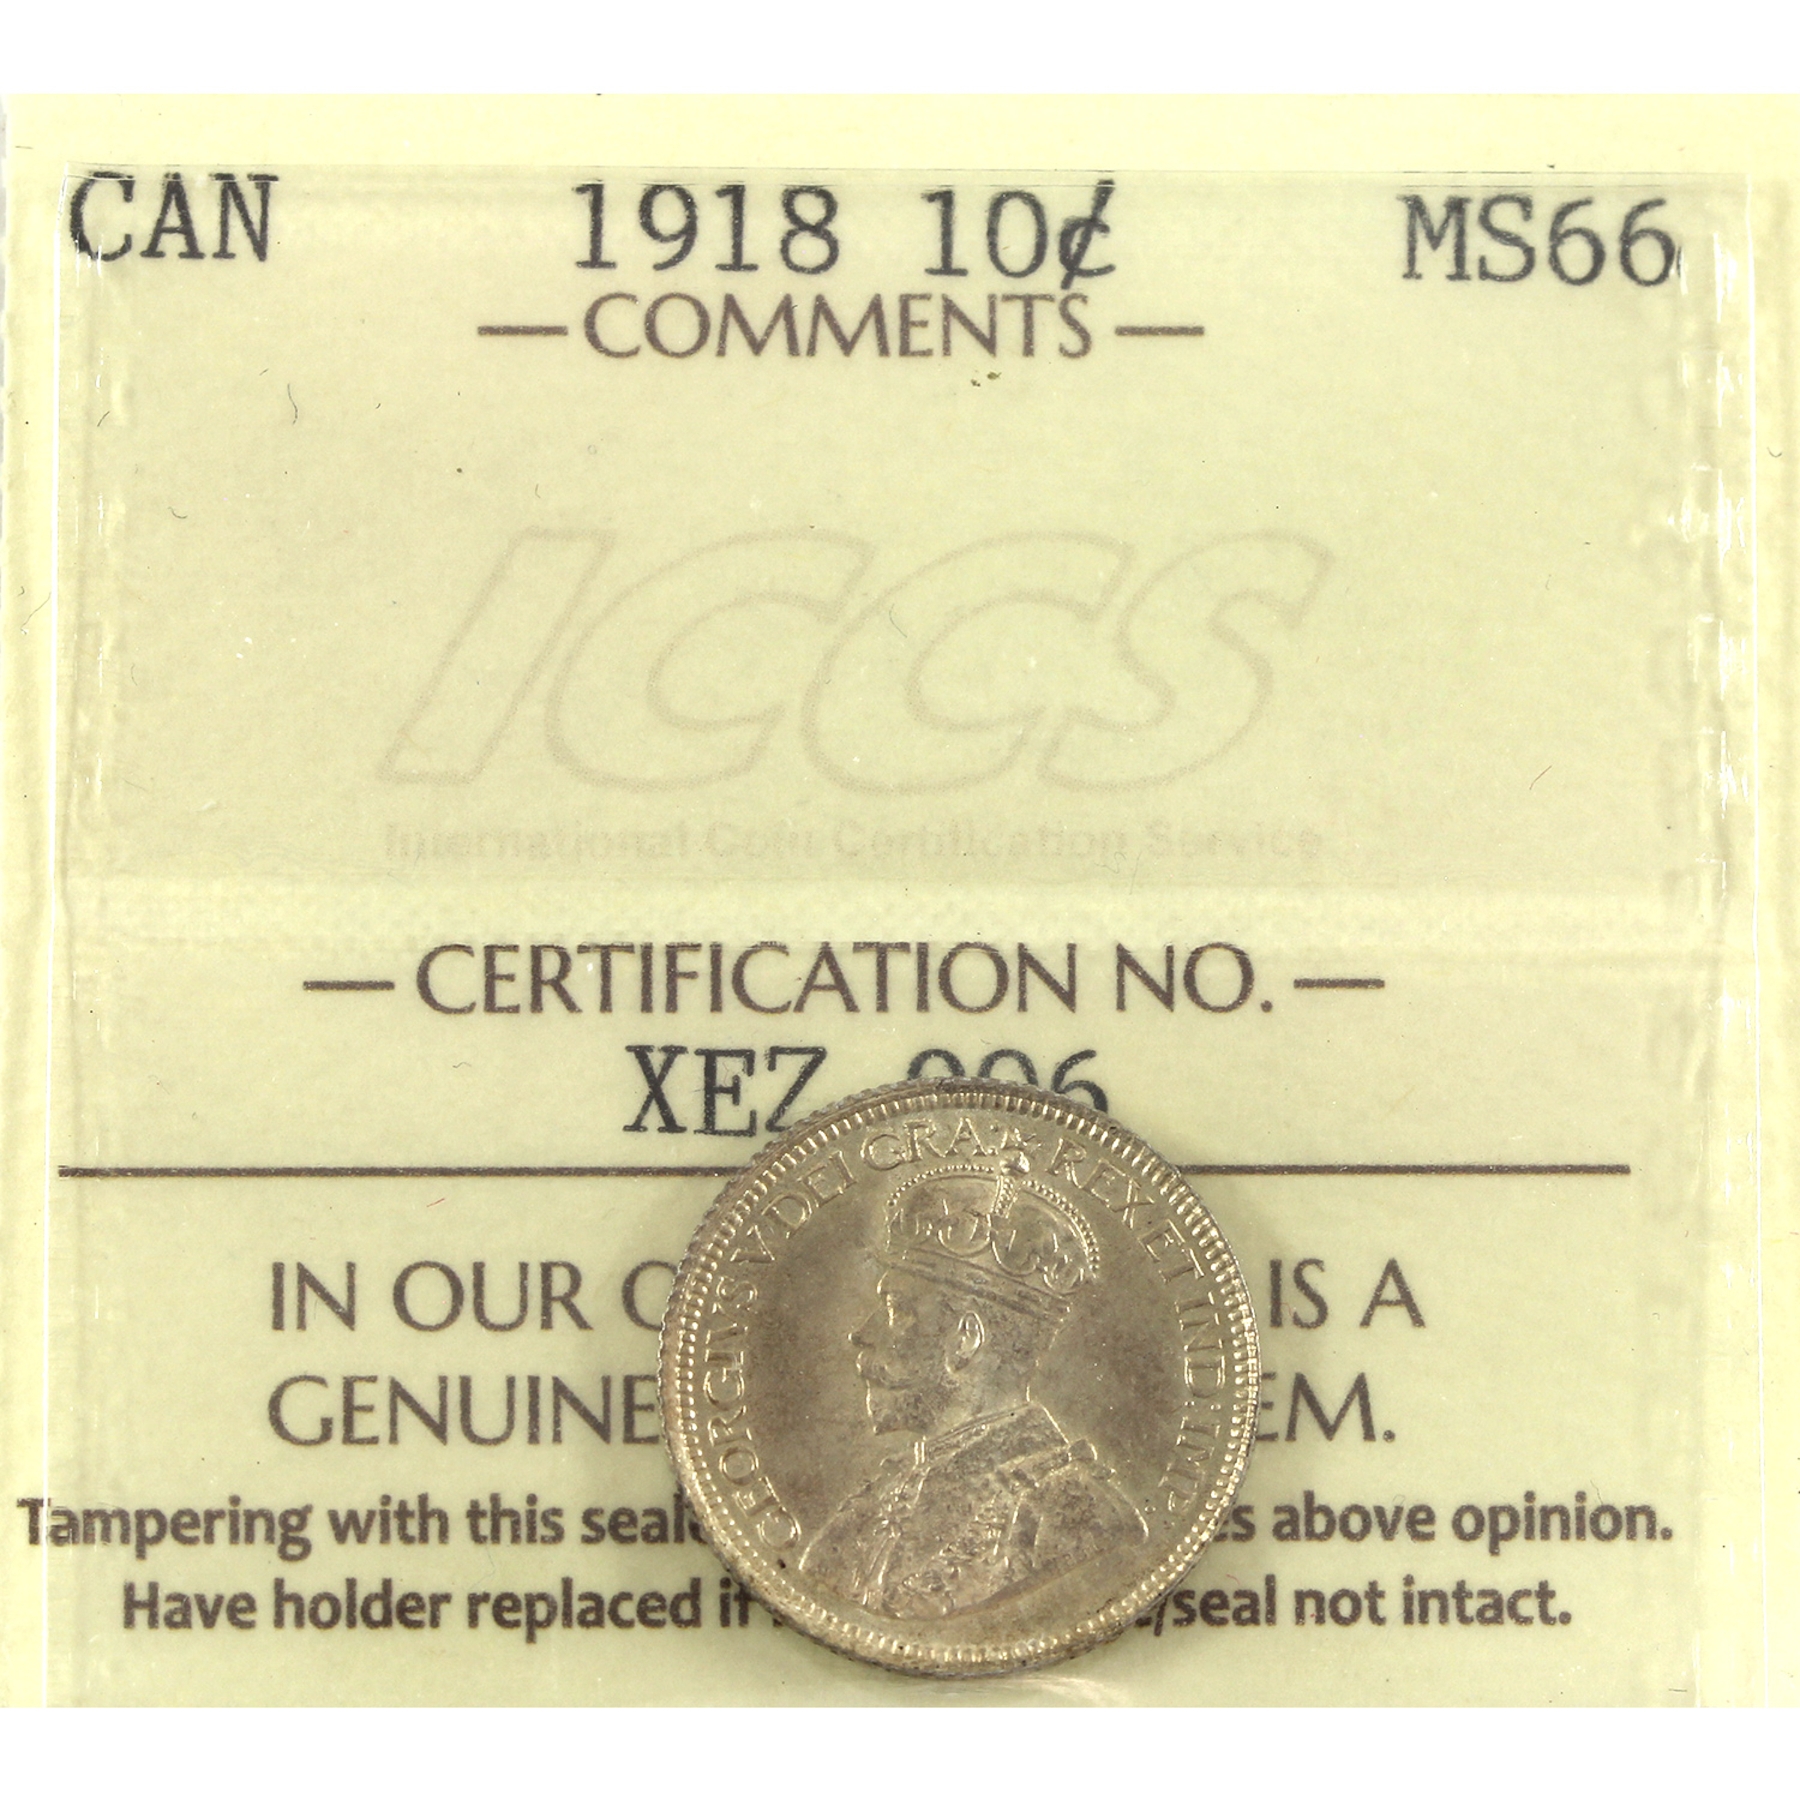 CAN 1918 10¢ MS66
— COMMENTS —
ICCS
International Coin Certification Service
— CERTIFICATION NO. —
XEZ
GEORGIVS V DEI GRA: REX ET IND: IMP:
IN OUR IS A
GENUINE
Tampering with this seal above opinion.
Have holder replaced if /seal not intact.